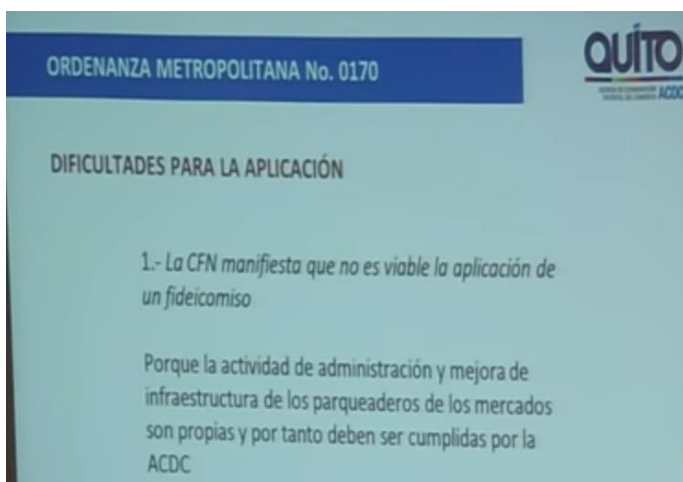 ORDENANZA METROPOLITANA No. 0170
QUÍTO
ACDC
DIFICULTADES PARA LA APLICACIÓN
1.- La CFN manifiesta que no es viable la aplicación de
un fideicomiso
Porque la actividad de administración y mejora de
infraestructura de los parqueaderos de los mercados
son propias y por tanto deben ser cumplidas por la
ACDC